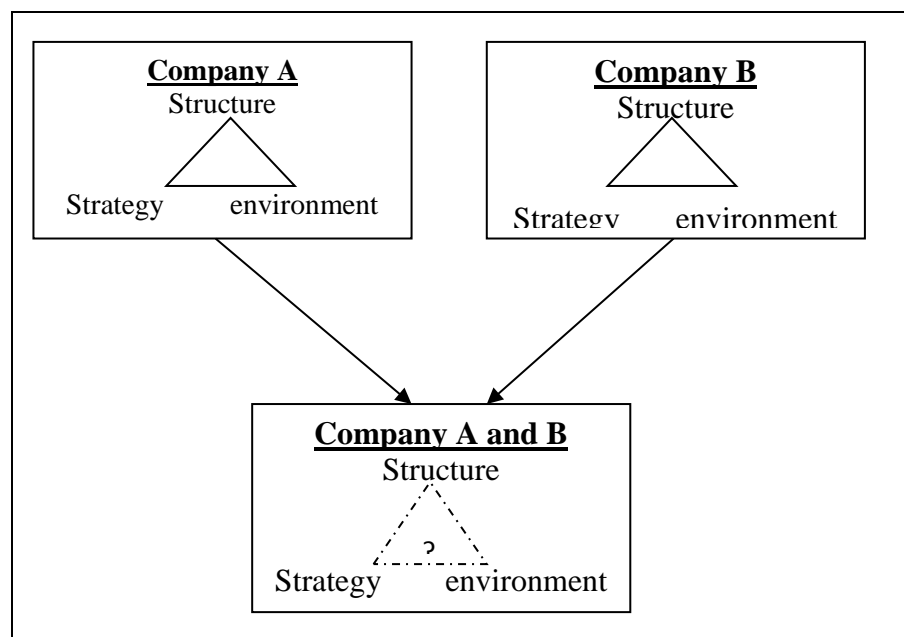 Company A
Structure
Strategy environment
Company B
Structure
Strategy environment
Company A and B
Structure
?
Strategy environment